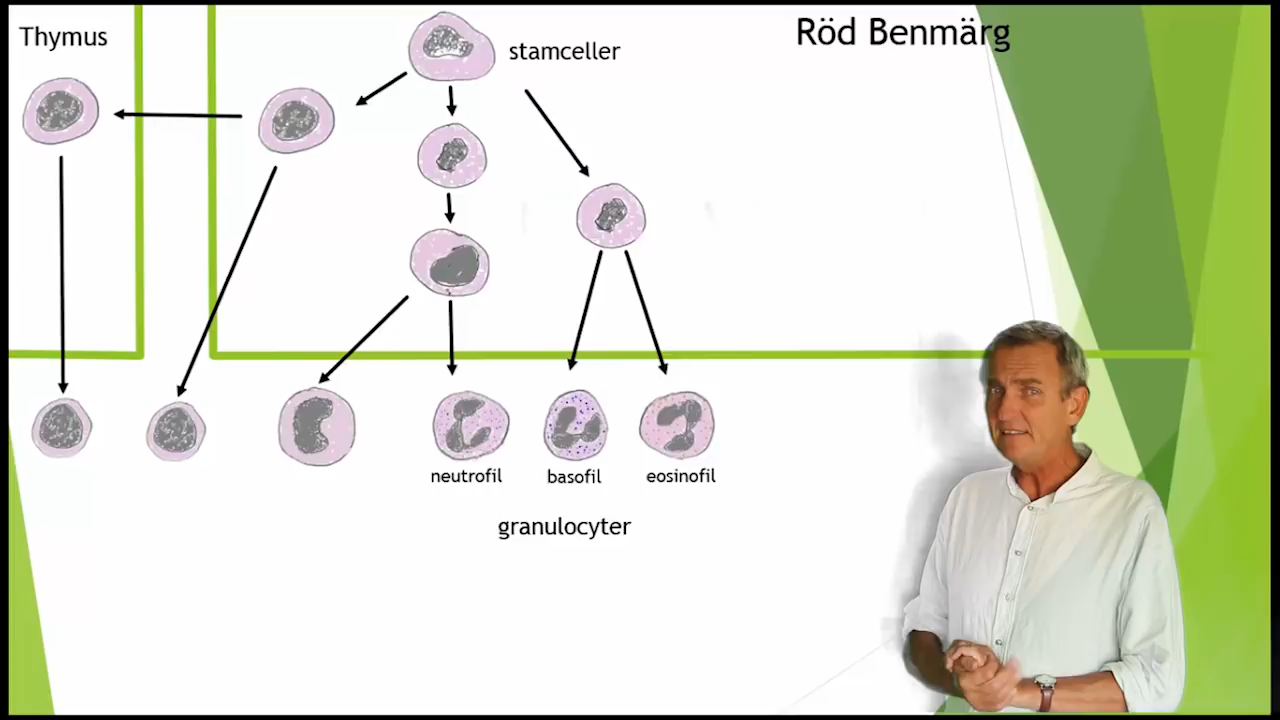 Thymus
stamceller
Röd Benmärg
neutrofil
basofil
eosinofil
granulocyter